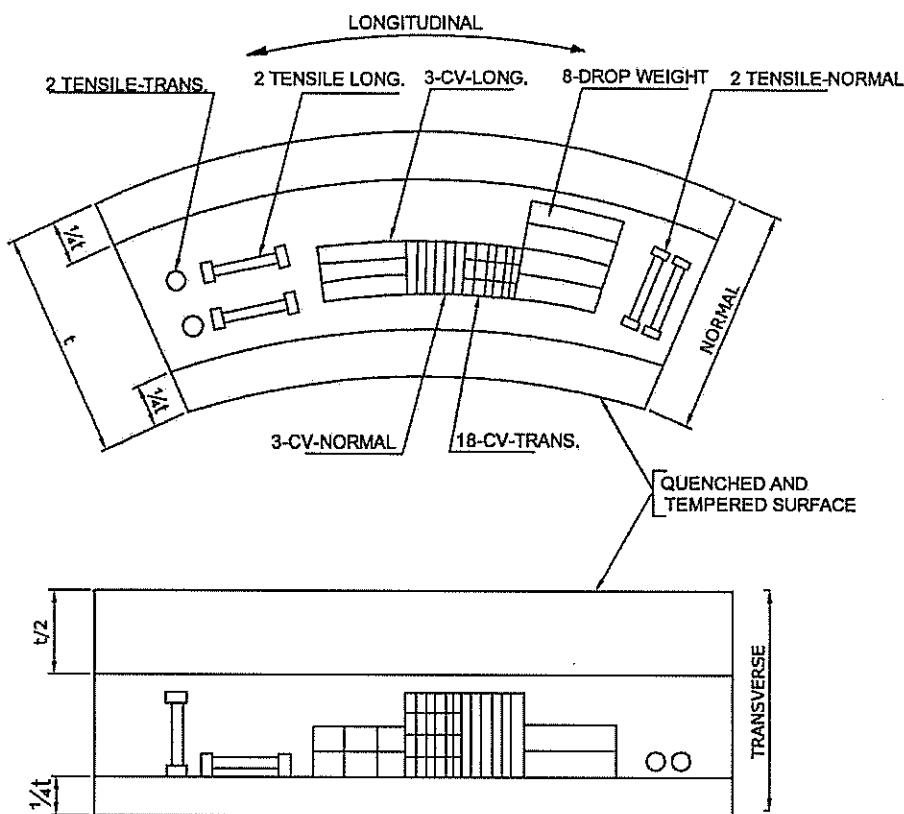 LONGITUDINAL
2 TENSILE-TRANS.
2 TENSILE LONG.
3-CV-LONG.
8-DROP WEIGHT
2 TENSILE-NORMAL
¼t
t
¼t
NORMAL
3-CV-NORMAL
18-CV-TRANS.
QUENCHED AND
TEMPERED SURFACE
t/2
TRANSVERSE
¼t